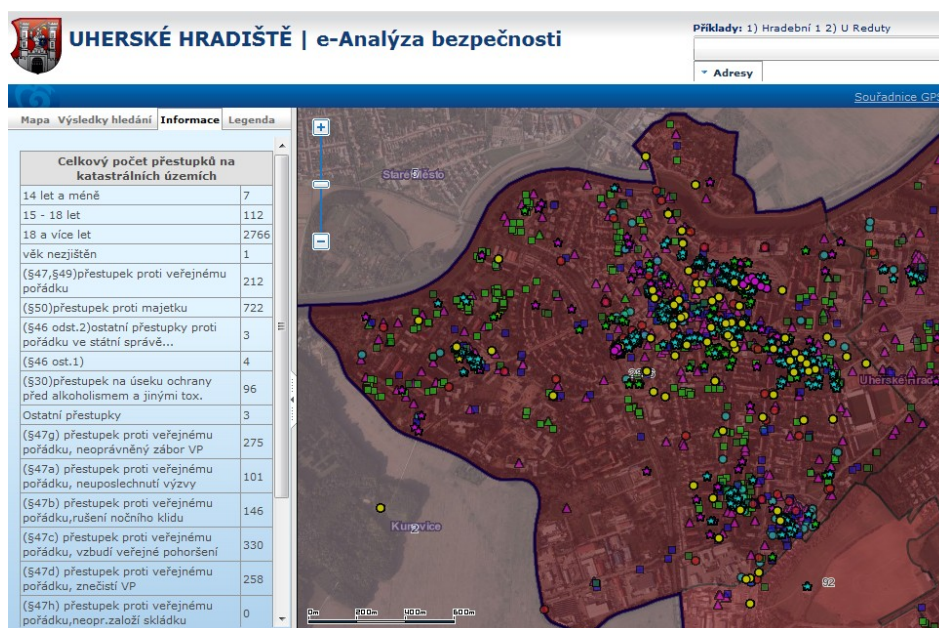 UHERSKÉ HRADIŠTĚ | e-Analýza bezpečnosti
Příklady: 1) Hradební 1 2) U Reduty
Adresy
Souřadnice GPS
Mapa Výsledky hledání Informace Legenda
Celkový počet přestupků na
katastrálních územích
14 let a méně 7
15 - 18 let 112
18 a více let 2766
věk nezjištěn 1
(§47,§49)přestupek proti veřejnému
pořádku 212
(§50)přestupek proti majetku 722
(§46 odst.2)ostatní přestupky proti
pořádku ve státní správě... 3
(§46 ost.1) 4
(§30)přestupek na úseku ochrany
před alkoholismem a jinými tox. 96
Ostatní přestupky 3
(§47g) přestupek proti veřejnému
pořádku, neoprávněný zábor VP 275
(§47a) přestupek proti veřejnému
pořádku, neuposlechnutí výzvy 101
(§47b) přestupek proti veřejnému
pořádku,rušení nočního klidu 146
(§47c) přestupek proti veřejnému
pořádku, vzbudí veřejné pohoršení 330
(§47d) přestupek proti veřejnému
pořádku, znečistí VP 258
(§47h) přestupek proti veřejnému
pořádku,neopr.založí skládku 0
Staré Město
Uherské Hrad
Kunovice
92
0m 200m 400m 600m